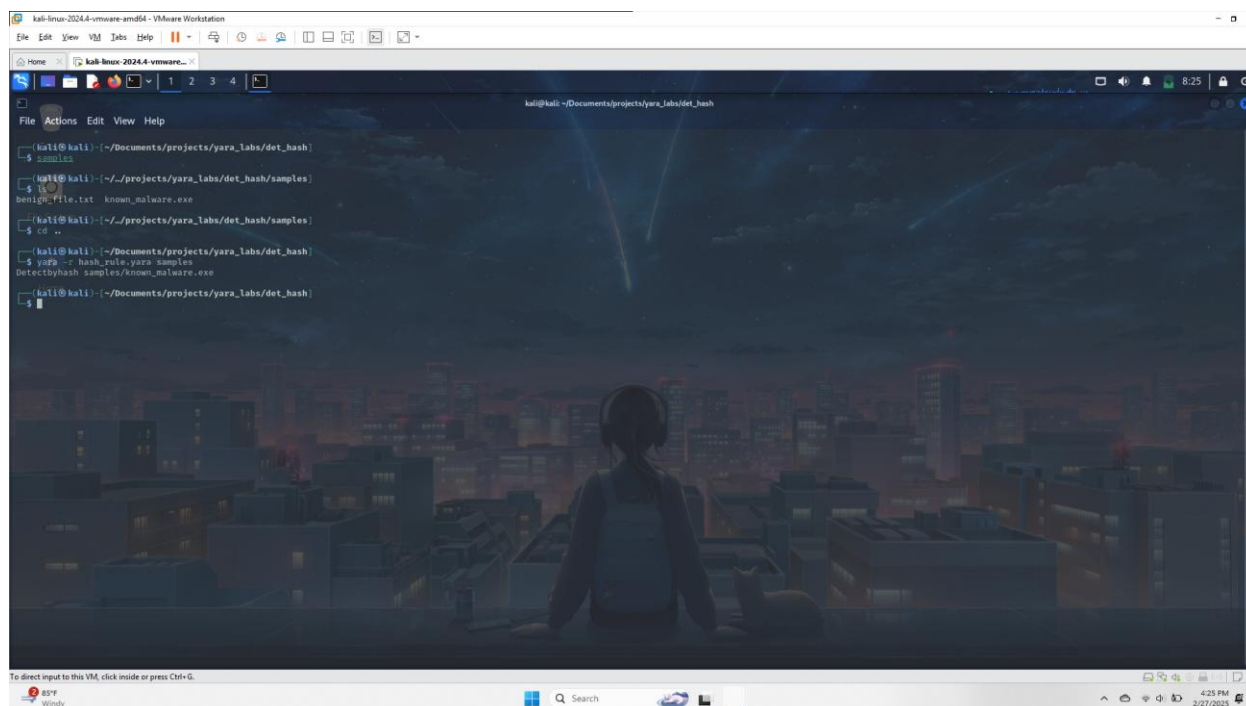 kali-linux-2024.4-vmware-amd64 - VMware Workstation
File Edit View VM Tabs Help
Home kali-linux-2024.4-vmware...
1 2 3 4 8:25
kali@kali: ~/Documents/projects/yara_labs/det_hash
File Actions Edit View Help
(kali㉿kali)-[~/Documents/projects/yara_labs/det_hash]
$ samples
(kali㉿kali)-[~/…/projects/yara_labs/det_hash/samples]
$ ls
benign_file.txt known_malware.exe
(kali㉿kali)-[~/…/projects/yara_labs/det_hash/samples]
$ cd ..
(kali㉿kali)-[~/Documents/projects/yara_labs/det_hash]
$ yara -r hash_rule.yara samples
Detectbyhash samples/known_malware.exe
(kali㉿kali)-[~/Documents/projects/yara_labs/det_hash]
$
To direct input to this VM, click inside or press Ctrl+G.
2 85°F Search 4:25 PM
Windy 2/27/2025